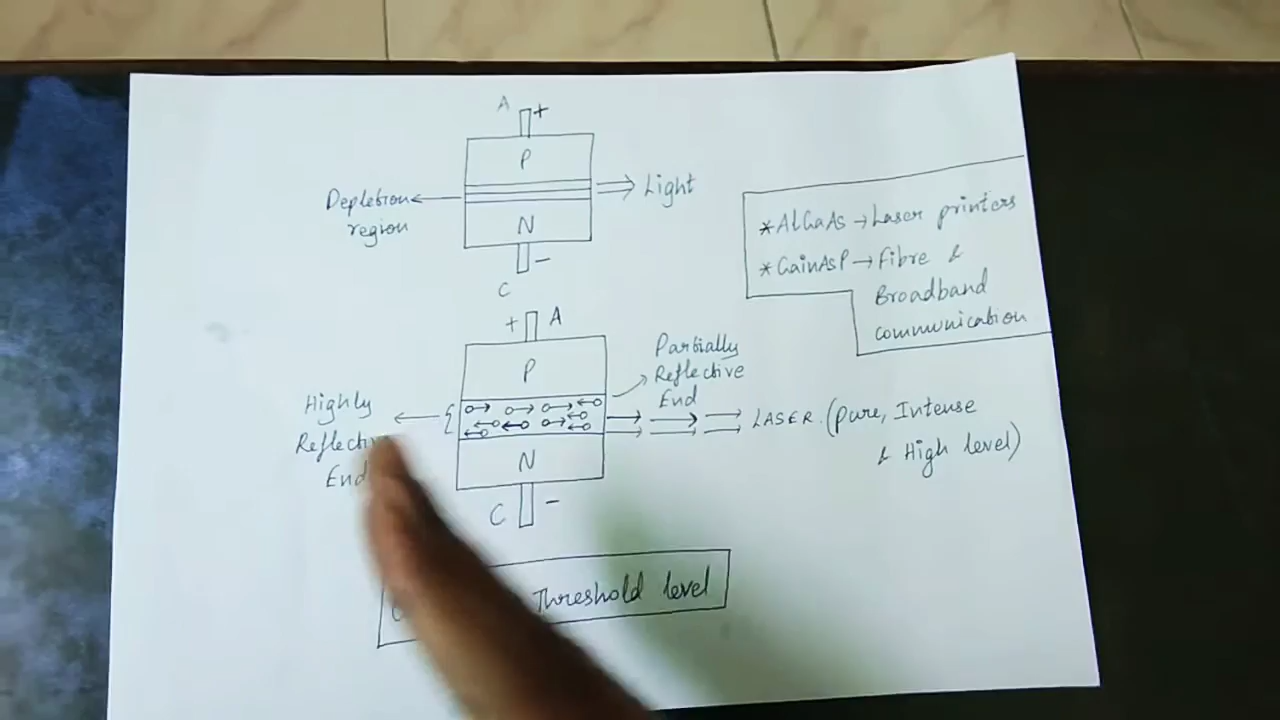 A +
P
Depletion
region
Light
N
-
C
*AlGaAs → Laser printers
*GainAsP → Fibre &
Broadband
communication
+ A
P
Partially
Reflective
End
Highly
Reflective
End
LASER. (Pure, Intense
& High level)
N
C -
Threshold level